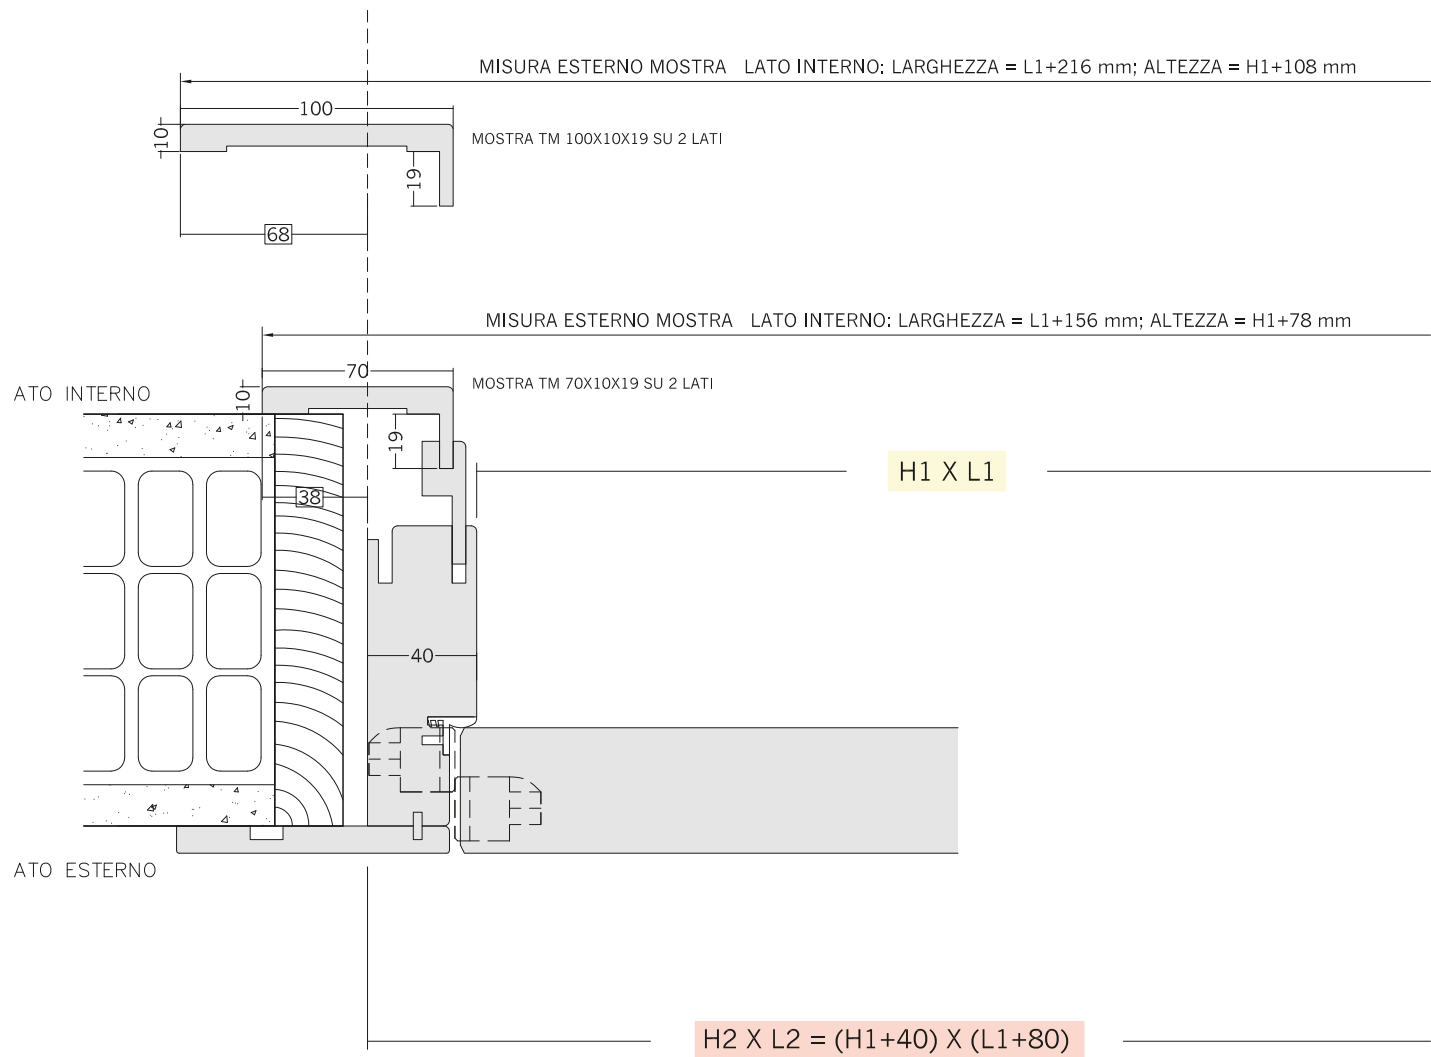 MISURA ESTERNO MOSTRA LATO INTERNO: LARGHEZZA = L1+216 mm; ALTEZZA = H1+108 mm
100
10
MOSTRA TM 100X10X19 SU 2 LATI
19
68
MISURA ESTERNO MOSTRA LATO INTERNO: LARGHEZZA = L1+156 mm; ALTEZZA = H1+78 mm
70
MOSTRA TM 70X10X19 SU 2 LATI
ATO INTERNO
10
19
H1 X L1
38
40
ATO ESTERNO
H2 X L2 = (H1+40) X (L1+80)